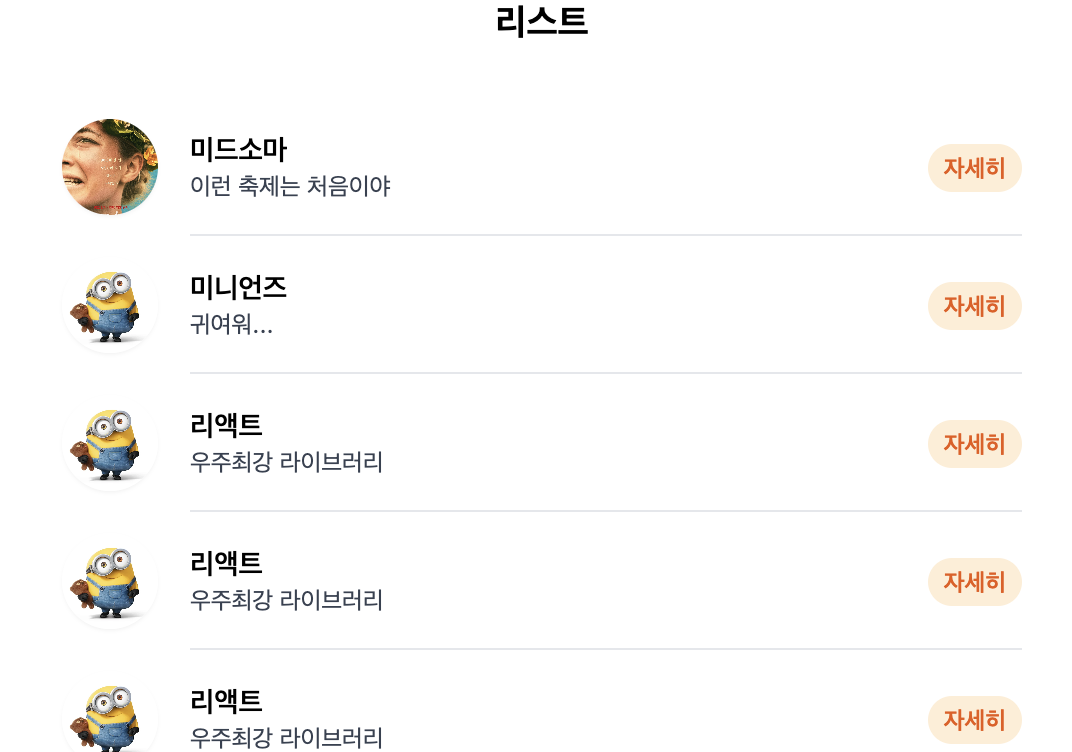 리스트
미드소마
이런 축제는 처음이야
자세히
미니언즈
귀여워...
자세히
리액트
우주최강 라이브러리
자세히
리액트
우주최강 라이브러리
자세히
리액트
우주최강 라이브러리
자세히